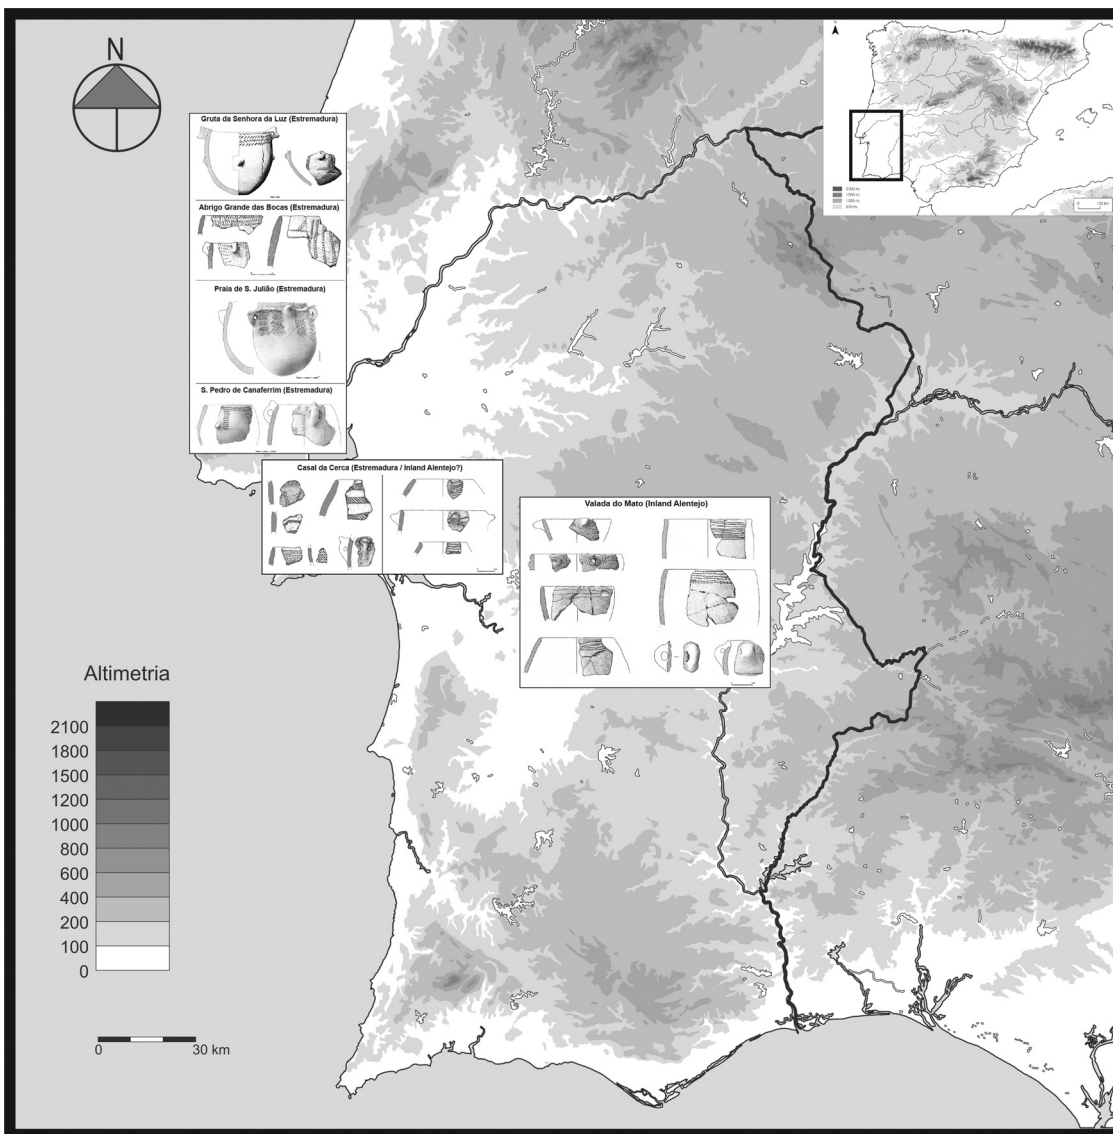 N
Gruta da Senhora da Luz (Estremadura)
Abrigo Grande das Bocas (Estremadura)
Praia de S. Julião (Estremadura)
S. Pedro de Canaferrim (Estremadura)
Casal da Cerca (Estremadura / Inland Alentejo?)
Valada do Mato (Inland Alentejo)
Altimetria
2100
1800
1500
1200
1000
800
600
400
200
100
0
0 30 km